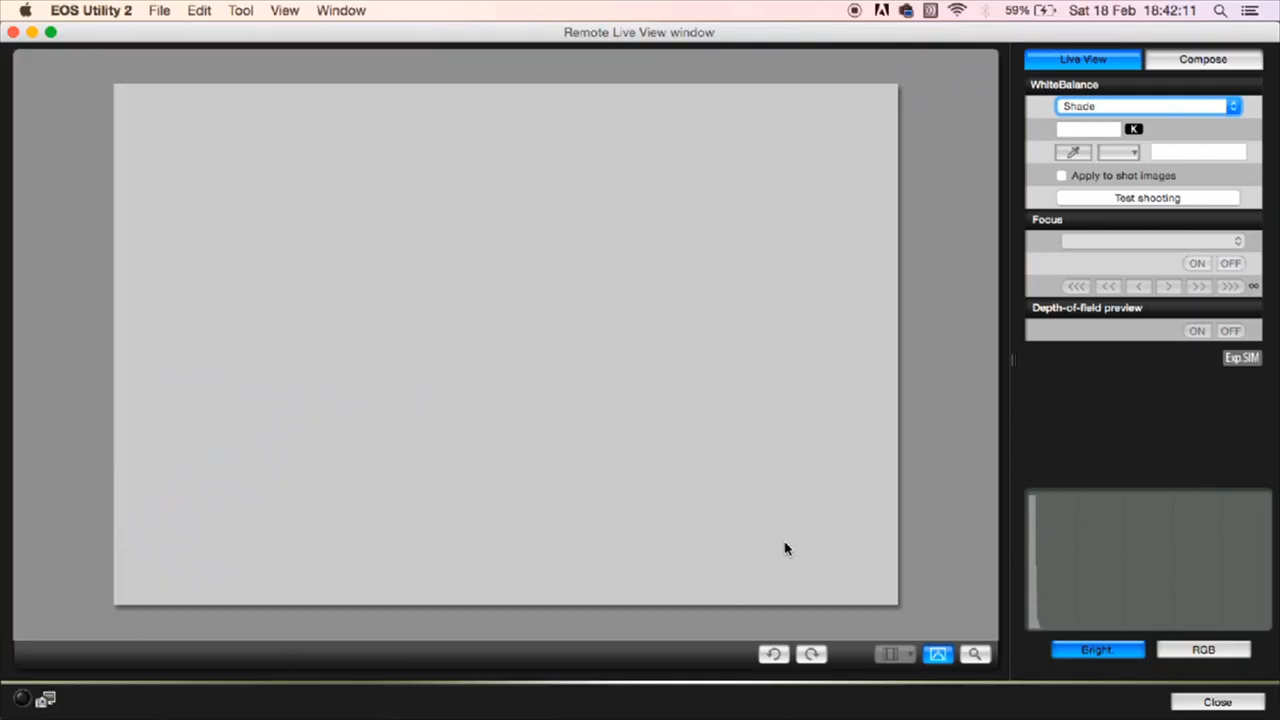 EOS Utility 2 File Edit Tool View Window 59% Sat 18 Feb 18:42:11
Remote Live View window
Live View Compose
WhiteBalance
Shade
K
Apply to shot images
Test shooting
Focus
ON OFF
<<< << < > >> >>> ∞
Depth-of-field preview
ON OFF
Exp.SIM
Bright. RGB
Close